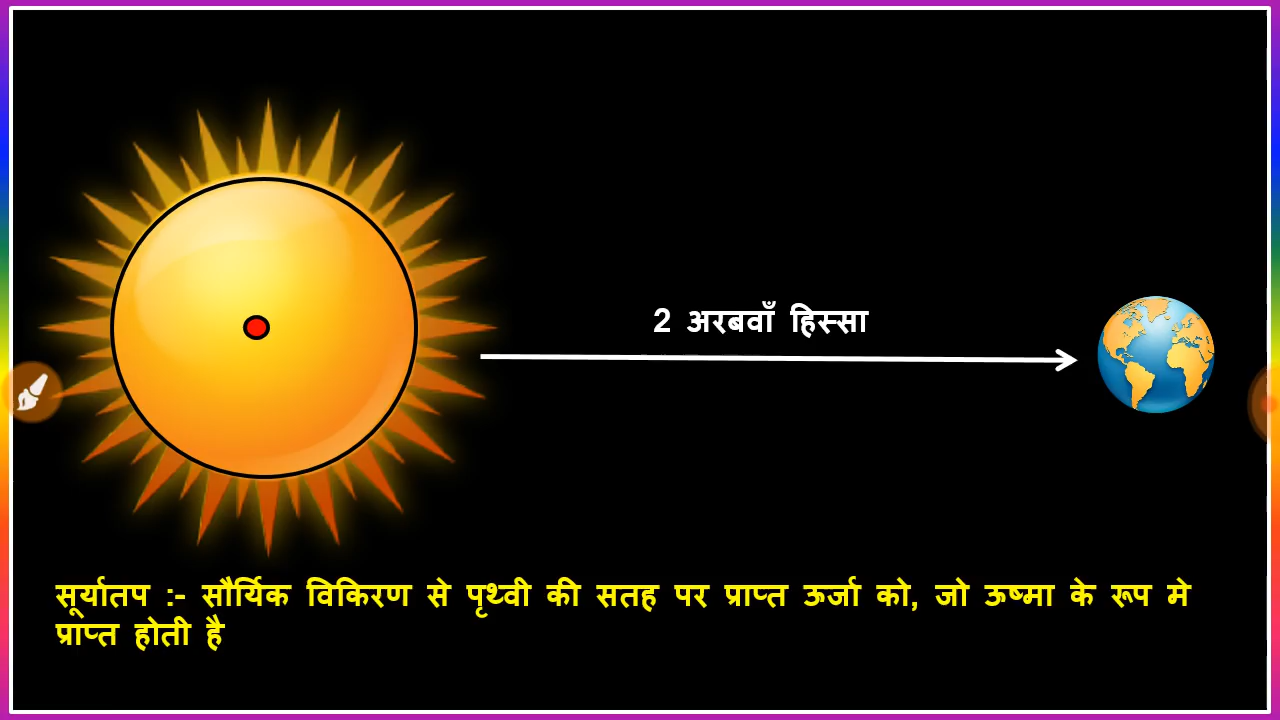 2 अरबवाँ हिस्सा
सूर्यातप :- सौर्यिक विकिरण से पृथ्वी की सतह पर प्राप्त ऊर्जा को, जो ऊष्मा के रूप मे
प्राप्त होती है